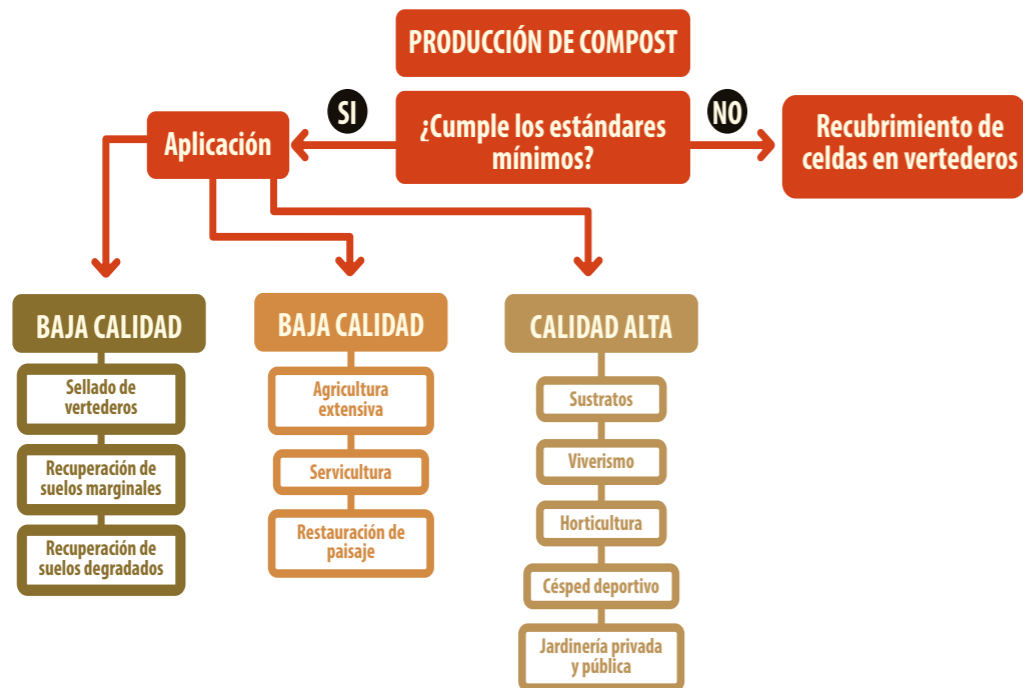 PRODUCCIÓN DE COMPOST
SI
NO
¿Cumple los estándares
mínimos?
Aplicación
Recubrimiento de
celdas en vertederos
BAJA CALIDAD
Sellado de
vertederos
Recuperación de
suelos marginales
Recuperación de
suelos degradados
BAJA CALIDAD
Agricultura
extensiva
Servicultura
Restauración de
paisaje
CALIDAD ALTA
Sustratos
Viverismo
Horticultura
Césped deportivo
Jardinería privada
y pública